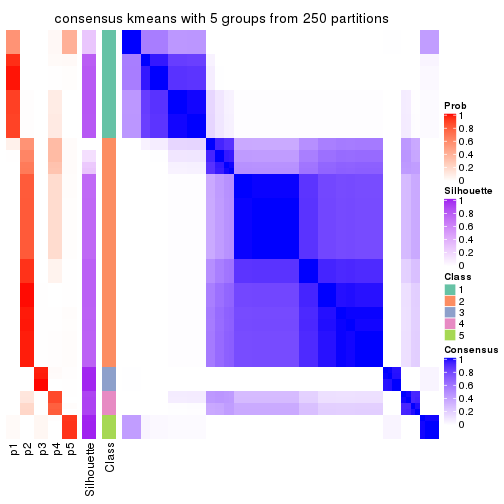 consensus kmeans with 5 groups from 250 partitions
Prob
1
0.8
0.6
0.4
0.2
0
Silhouette
1
0.8
0.6
0.4
0.2
0
Class
1
2
3
4
5
Consensus
1
0.8
0.6
0.4
0.2
0
p1
p2
p3
p4
p5
Silhouette
Class